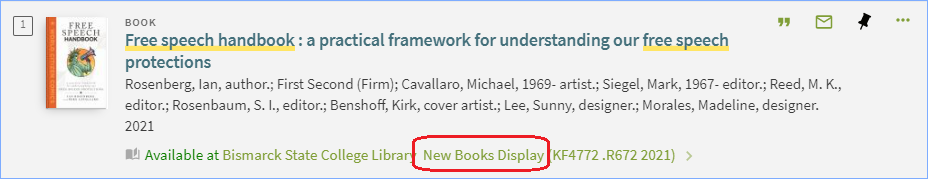 1
BOOK
FREE
SPEECH
HANDBOOK
Free speech handbook : a practical framework for understanding our free speech
protections
Rosenberg, Ian, author.; First Second (Firm); Cavallaro, Michael, 1969- artist.; Siegel, Mark, 1967- editor.; Reed, M. K.,
editor.; Rosenbaum, S. I., editor.; Benshoff, Kirk, cover artist.; Lee, Sunny, designer.; Morales, Madeline, designer.
2021
Available at Bismarck State College Library New Books Display (KF4772 .R672 2021)